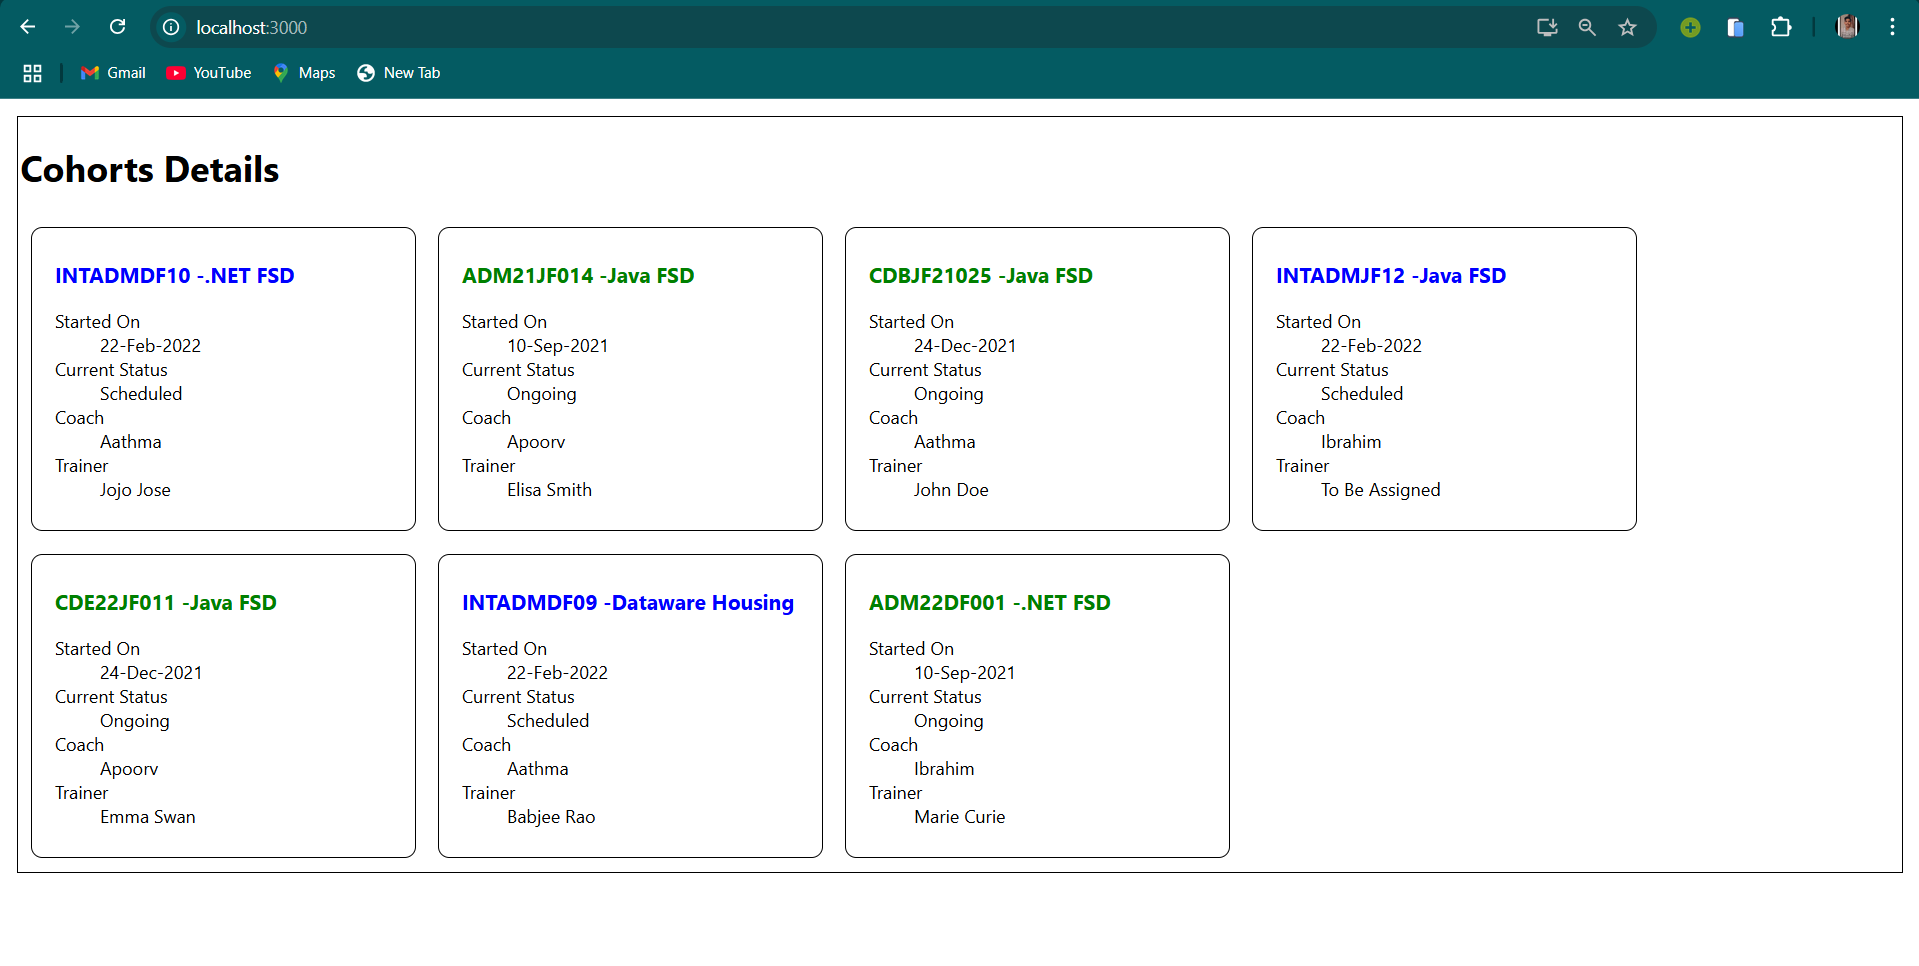 localhost:3000
Gmail
YouTube
Maps
New Tab
Cohorts Details
INTADMDF10 -.NET FSD
Started On
22-Feb-2022
Current Status
Scheduled
Coach
Aathma
Trainer
Jojo Jose
ADM21JF014 -Java FSD
Started On
10-Sep-2021
Current Status
Ongoing
Coach
Apoorv
Trainer
Elisa Smith
CDBJF21025 -Java FSD
Started On
24-Dec-2021
Current Status
Ongoing
Coach
Aathma
Trainer
John Doe
INTADMJF12 -Java FSD
Started On
22-Feb-2022
Current Status
Scheduled
Coach
Ibrahim
Trainer
To Be Assigned
CDE22JF011 -Java FSD
Started On
24-Dec-2021
Current Status
Ongoing
Coach
Apoorv
Trainer
Emma Swan
INTADMDF09 -Dataware Housing
Started On
22-Feb-2022
Current Status
Scheduled
Coach
Aathma
Trainer
Babjee Rao
ADM22DF001 -.NET FSD
Started On
10-Sep-2021
Current Status
Ongoing
Coach
Ibrahim
Trainer
Marie Curie